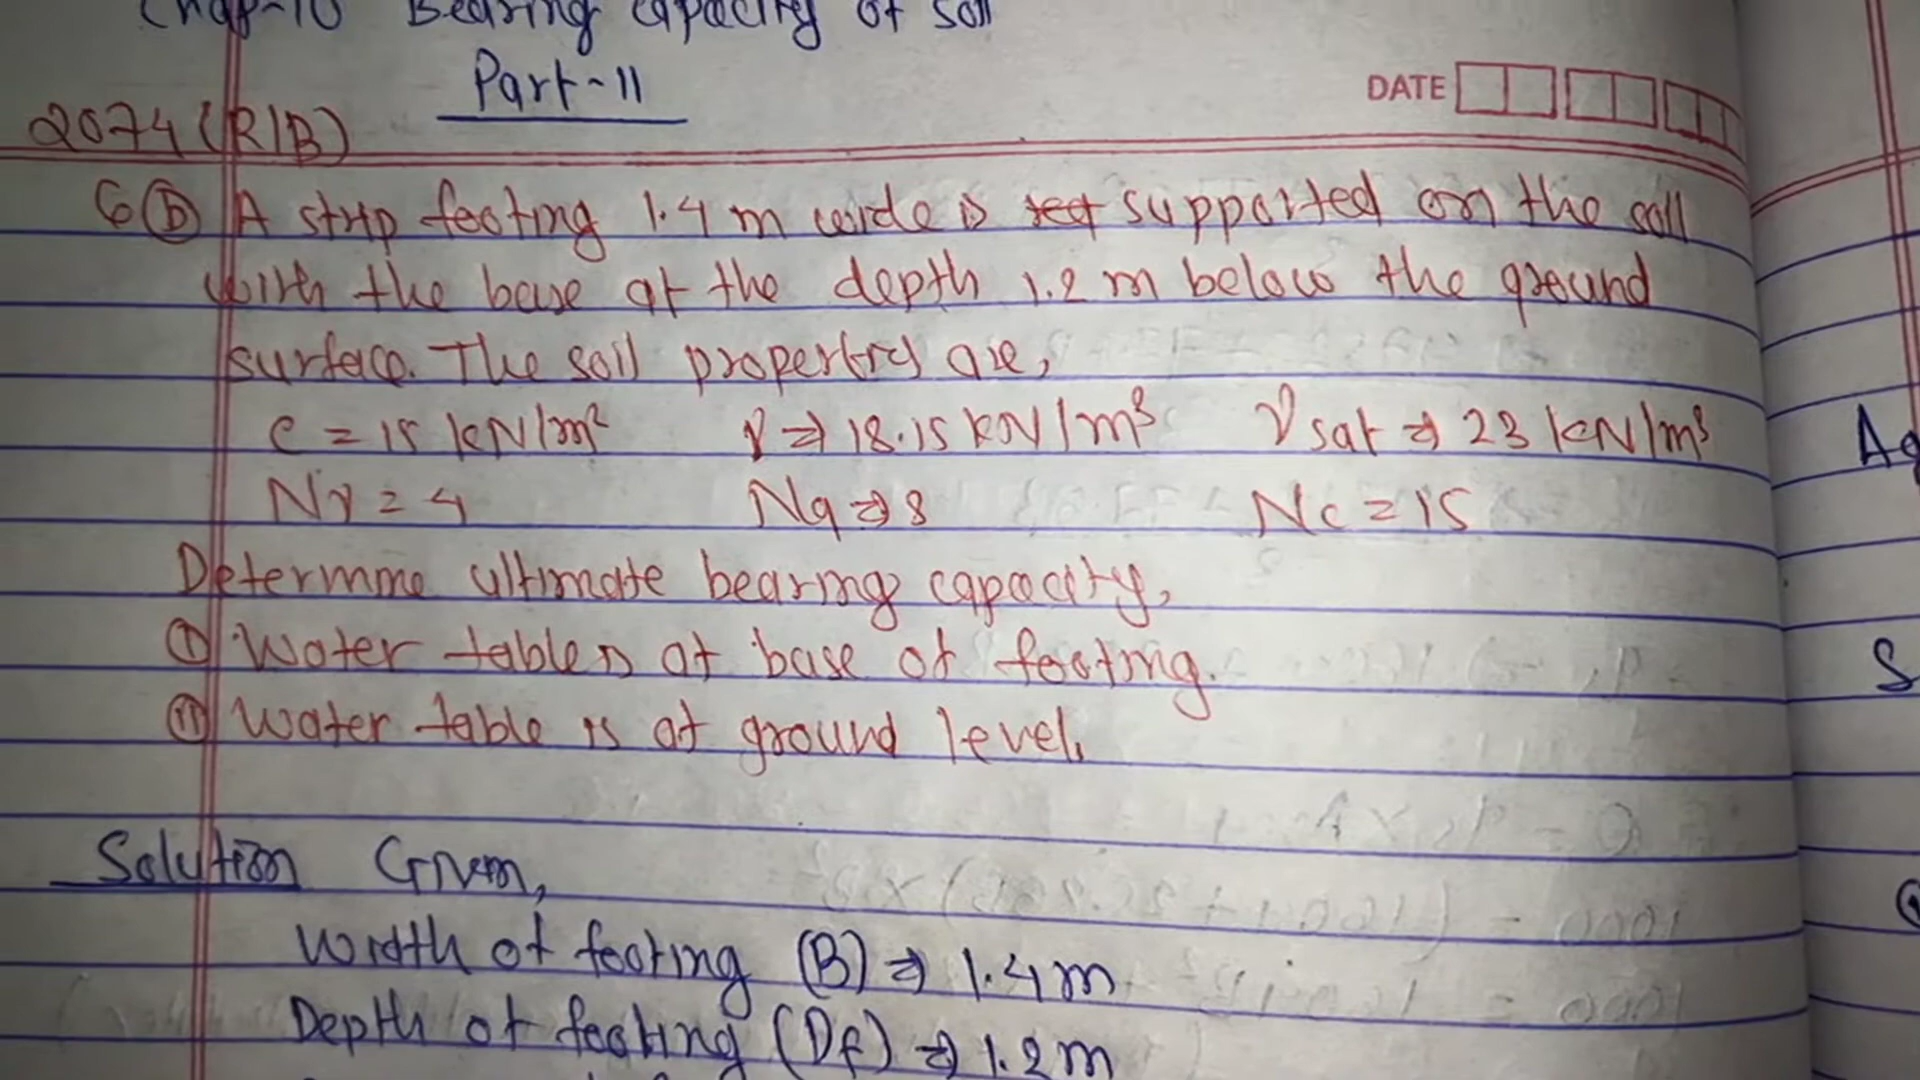 Chap-10 Bearing capacity of soil
Part-II
DATE
2074 (R/B)
6 (b) A strip footing 1.4 m wide is supported on the soil
with the base at the depth 1.2 m below the ground
surface. The soil properties are,
c = 15 kN/m² γ ⇒ 18.15 kN/m³ γsat ⇒ 23 kN/m³
Nγ = 4 Nq ⇒ 8 Nc = 15
Determine ultimate bearing capacity,
(I) Water table is at base of footing.
(II) Water table is at ground level.
Solution Given,
Width of footing (B) ⇒ 1.4 m
Depth of footing (Df) ⇒ 1.2 m